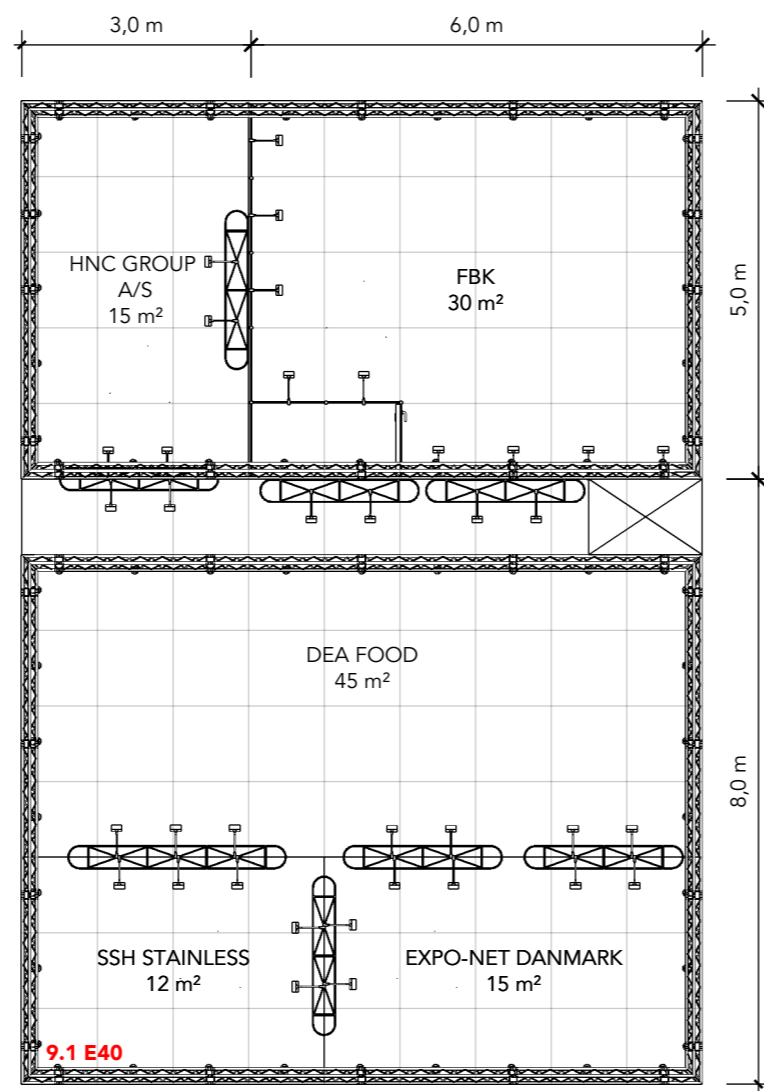 3,0 m
6,0 m
HNC GROUP
A/S
15 m²
FBK
30 m²
5,0 m
DEA FOOD
45 m²
8,0 m
SSH STAINLESS
12 m²
EXPO-NET DANMARK
15 m²
9.1 E40